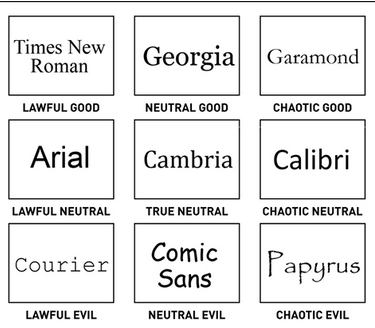 Times New
Roman
Georgia
Garamond
LAWFUL GOOD
NEUTRAL GOOD
CHAOTIC GOOD
Arial
Cambria
Calibri
LAWFUL NEUTRAL
TRUE NEUTRAL
CHAOTIC NEUTRAL
Courier
Comic
Sans
Papyrus
LAWFUL EVIL
NEUTRAL EVIL
CHAOTIC EVIL